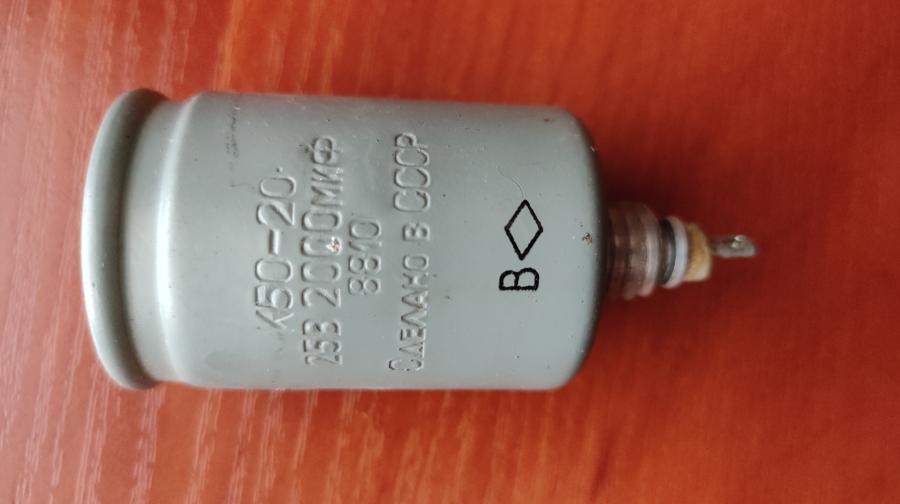 К50-20
25В 2000МКФ
8810
СДЕЛАНО В СССР
В